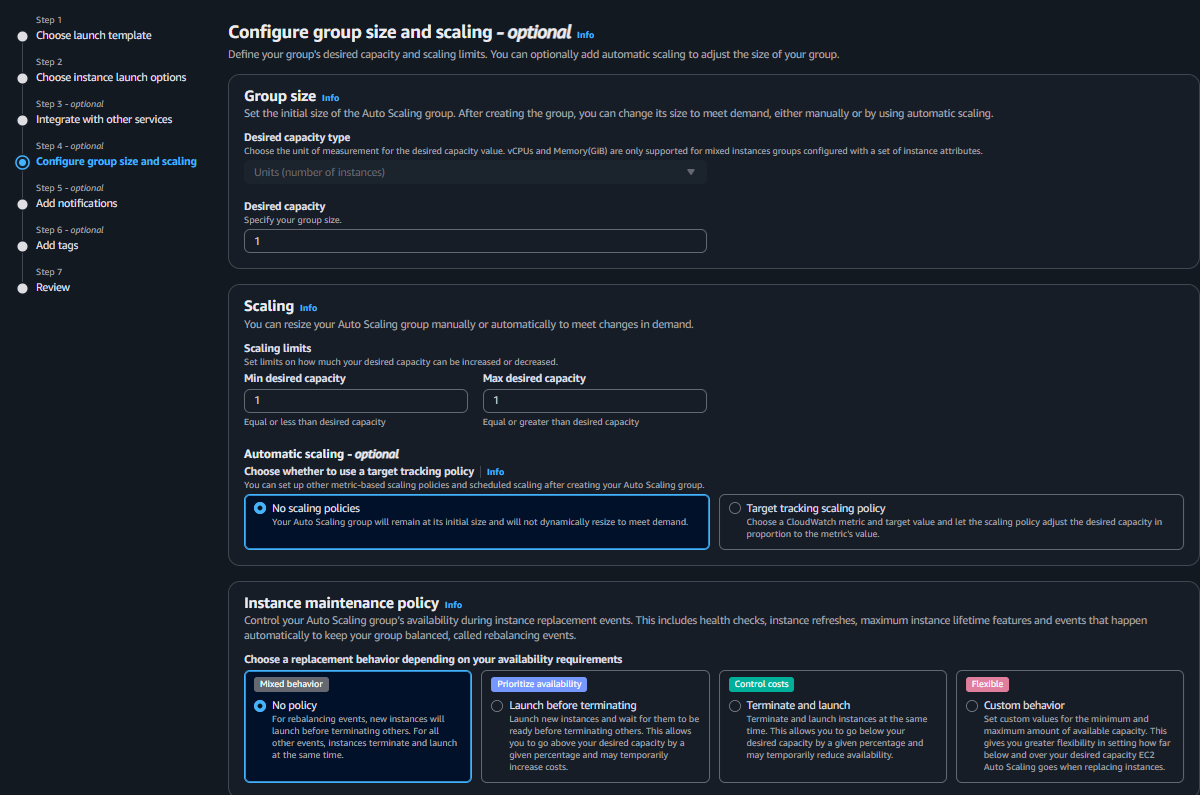 Step 1
Choose launch template
Step 2
Choose instance launch options
Step 3 - optional
Integrate with other services
Step 4 - optional
Configure group size and scaling
Step 5 - optional
Add notifications
Step 6 - optional
Add tags
Step 7
Review
Configure group size and scaling - optional Info
Define your group's desired capacity and scaling limits. You can optionally add automatic scaling to adjust the size of your group.
Group size Info
Set the initial size of the Auto Scaling group. After creating the group, you can change its size to meet demand, either manually or by using automatic scaling.
Desired capacity type
Choose the unit of measurement for the desired capacity value. vCPUs and Memory(GiB) are only supported for mixed instances groups configured with a set of instance attributes.
Units (number of instances)
Desired capacity
Specify your group size.
1
Scaling Info
You can resize your Auto Scaling group manually or automatically to meet changes in demand.
Scaling limits
Set limits on how much your desired capacity can be increased or decreased.
Min desired capacity
1
Equal or less than desired capacity
Max desired capacity
1
Equal or greater than desired capacity
Automatic scaling - optional
Choose whether to use a target tracking policy Info
You can set up other metric-based scaling policies and scheduled scaling after creating your Auto Scaling group.
No scaling policies
Your Auto Scaling group will remain at its initial size and will not dynamically resize to meet demand.
Target tracking scaling policy
Choose a CloudWatch metric and target value and let the scaling policy adjust the desired capacity in
proportion to the metric's value.
Instance maintenance policy Info
Control your Auto Scaling group's availability during instance replacement events. This includes health checks, instance refreshes, maximum instance lifetime features and events that happen
automatically to keep your group balanced, called rebalancing events.
Choose a replacement behavior depending on your availability requirements
Mixed behavior
No policy
For rebalancing events, new instances will
launch before terminating others. For all
other events, instances terminate and launch
at the same time.
Prioritize availability
Launch before terminating
Launch new instances and wait for them to be
ready before terminating others. This allows
you to go above your desired capacity by a
given percentage and may temporarily
increase costs.
Control costs
Terminate and launch
Terminate and launch instances at the same
time. This allows you to go below your
desired capacity by a given percentage and
may temporarily reduce availability.
Flexible
Custom behavior
Set custom values for the minimum and
maximum amount of available capacity. This
gives you greater flexibility in setting how far
below and over your desired capacity EC2
Auto Scaling goes when replacing instances.